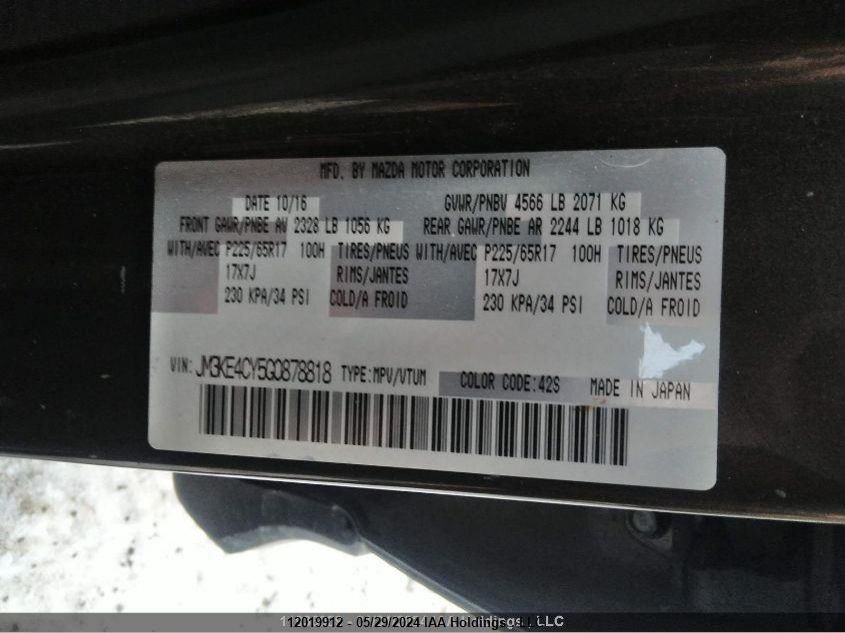 MFD. BY MAZDA MOTOR CORPORATION
DATE 10/16 GVWR/PNBV 4566 LB 2071 KG
FRONT GAWR/PNBE AV 2328 LB 1056 KG REAR GAWR/PNBE AR 2244 LB 1018 KG
WITH/AVEC P225/65R17 100H TIRES/PNEUS WITH/AVEC P225/65R17 100H TIRES/PNEUS
17X7J RIMS/JANTES 17X7J RIMS/JANTES
230 KPA/34 PSI COLD/A FROID 230 KPA/34 PSI COLD/A FROID
VIN: JM3KE4CY5G0878818 TYPE:MPV/VTUM COLOR CODE:42S MADE IN JAPAN
112019912 - 05/29/2024 IAA Holdings, LLC